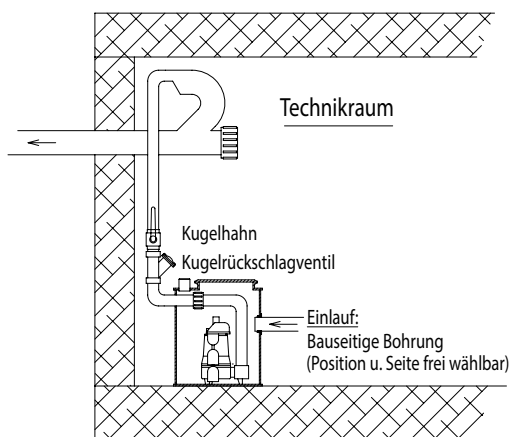 Technikraum
Kugelhahn
Kugelrückschlagventil
Einlauf:
Bauseitige Bohrung
(Position u. Seite frei wählbar)